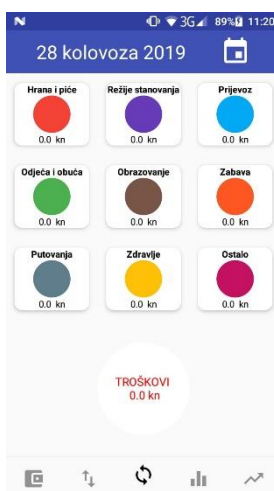 3G 89% 11:20
28 kolovoza 2019
Hrana i piće Režije stanovanja Prijevoz
0.0 kn 0.0 kn 0.0 kn
Odjeća i obuća Obrazovanje Zabava
0.0 kn 0.0 kn 0.0 kn
Putovanja Zdravlje Ostalo
0.0 kn 0.0 kn 0.0 kn
TROŠKOVI
0.0 kn